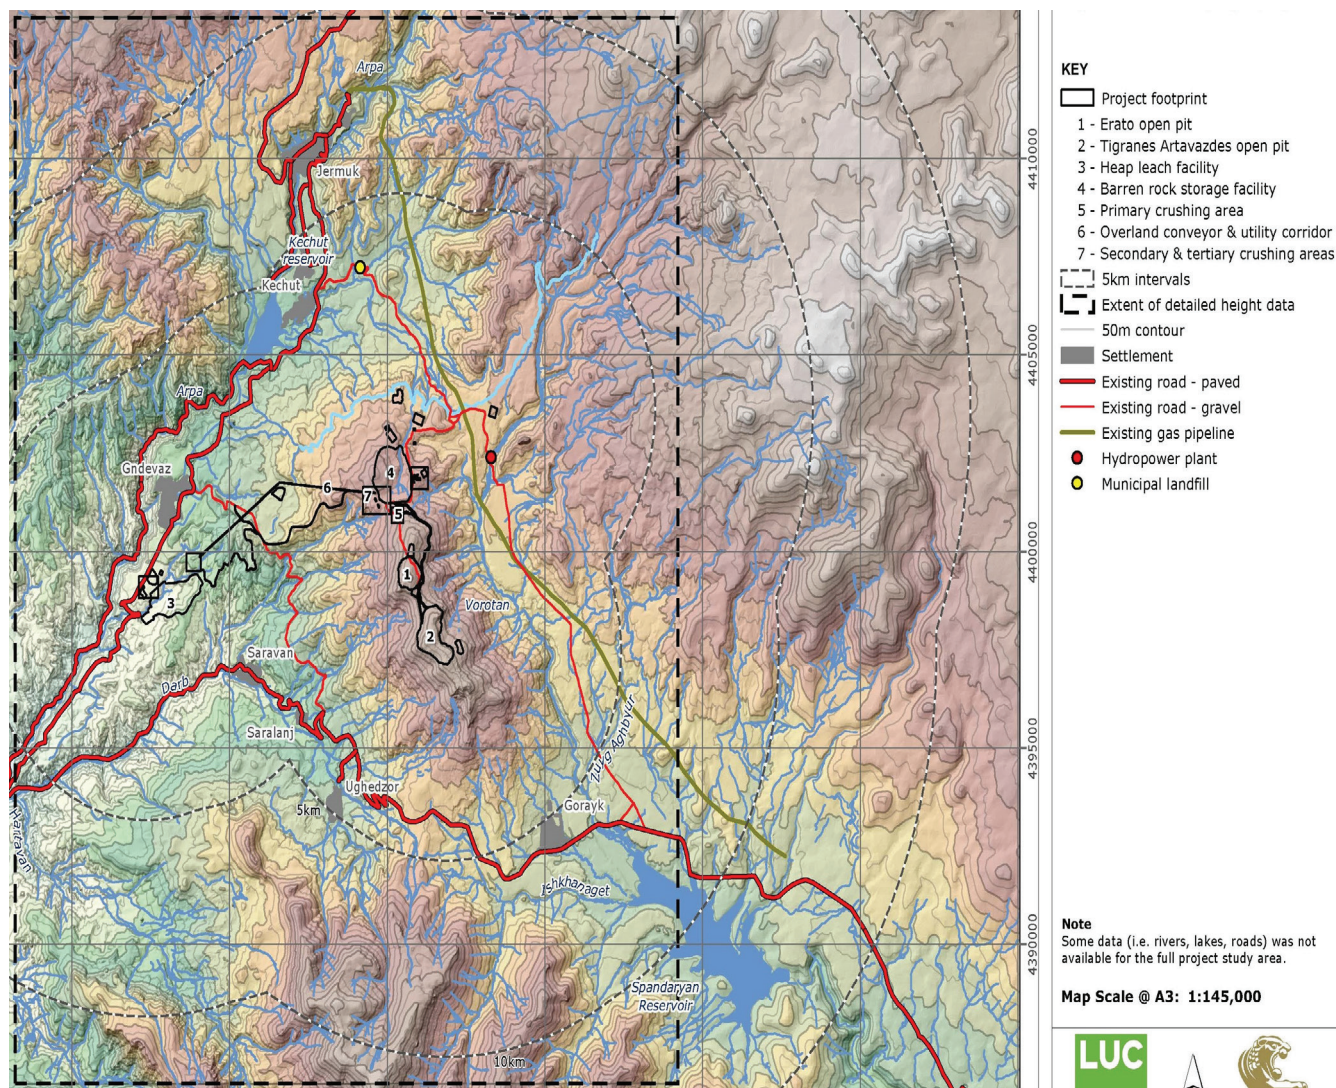 Arpa
Jermuk
Kechut
reservoir
Kechut
Arpa
Gndevaz
4
6
7
5
1
3
2
Vorotan
Saravan
Darb
Saralanj
Ughedzor
5km
Gorayk
Zuyg Aghbyur
Ishkhanaget
Spandaryan
Reservoir
10km
4410000
4405000
4400000
4395000
4390000
KEY
Project footprint
1 - Erato open pit
2 - Tigranes Artavazdes open pit
3 - Heap leach facility
4 - Barren rock storage facility
5 - Primary crushing area
6 - Overland conveyor & utility corridor
7 - Secondary & tertiary crushing areas
5km intervals
Extent of detailed height data
50m contour
Settlement
Existing road - paved
Existing road - gravel
Existing gas pipeline
Hydropower plant
Municipal landfill
Note
Some data (i.e. rivers, lakes, roads) was not
available for the full project study area.
Map Scale @ A3: 1:145,000
LUC